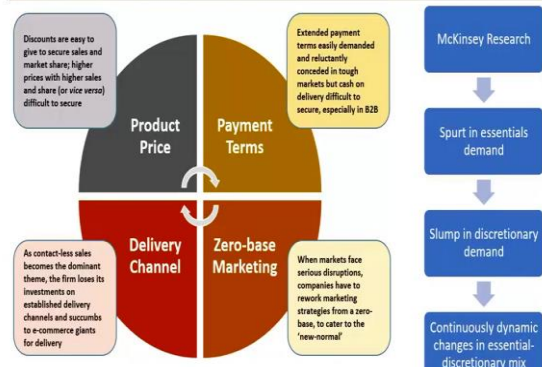 Discounts are easy to
give to secure sales and
market share; higher
prices with higher sales
and share (or vice versa)
difficult to secure
Extended payment
terms easily demanded
and reluctantly
conceded in tough
markets but cash on
delivery difficult to
secure, especially in B2B
Product
Price
Payment
Terms
Delivery
Channel
Zero-base
Marketing
As contact-less sales
becomes the dominant
theme, the firm loses its
investments on
established delivery
channels and succumbs
to e-commerce giants
for delivery
When markets face
serious disruptions,
companies have to
rework marketing
strategies from a zero-
base, to cater to the
'new-normal'
McKinsey Research
Spurt in essentials
demand
Slump in discretionary
demand
Continuously dynamic
changes in essential-
discretionary mix